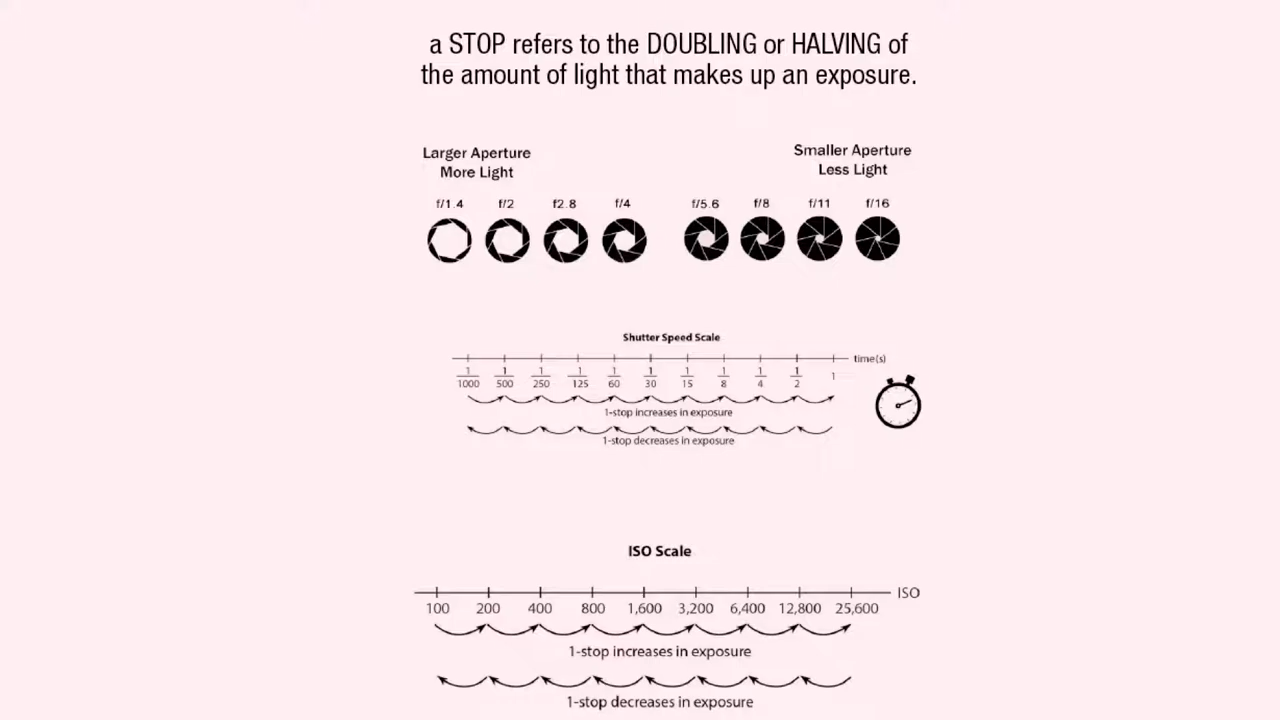 a STOP refers to the DOUBLING or HALVING of
the amount of light that makes up an exposure.
Larger Aperture
More Light
Smaller Aperture
Less Light
f/1.4 f/2 f2.8 f/4 f/5.6 f/8 f/11 f/16
Shutter Speed Scale
time(s)
1/1000 1/500 1/250 1/125 1/60 1/30 1/15 1/8 1/4 1/2 1
1-stop increases in exposure
1-stop decreases in exposure
ISO Scale
ISO
100 200 400 800 1,600 3,200 6,400 12,800 25,600
1-stop increases in exposure
1-stop decreases in exposure